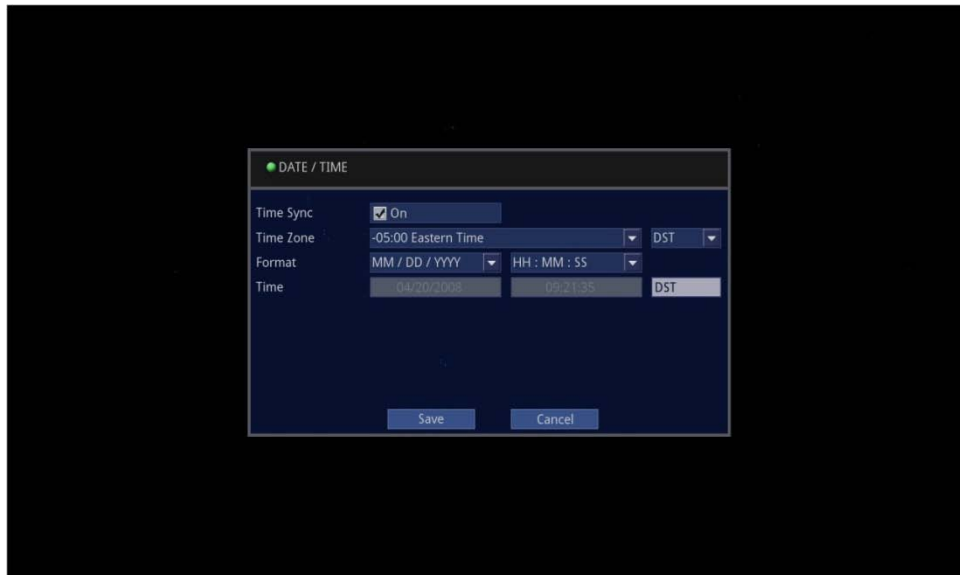 DATE / TIME
Time Sync On
Time Zone -05:00 Eastern Time DST
Format MM / DD / YYYY HH : MM : SS
Time 04/20/2008 09:21:35 DST
Save Cancel